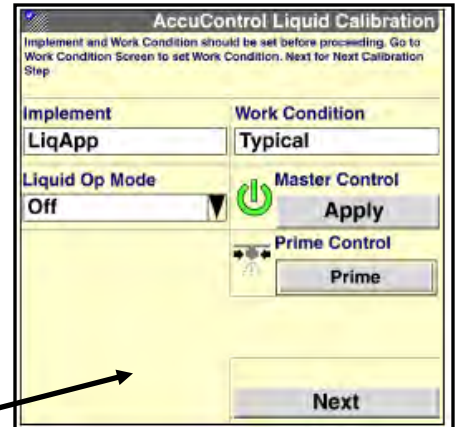 AccuControl Liquid Calibration
Implement and Work Condition should be set before proceeding. Go to
Work Condition Screen to set Work Condition. Next for Next Calibration
Step
Implement
Work Condition
LiqApp
Typical
Liquid Op Mode
Master Control
Off
Apply
Prime Control
Prime
Next